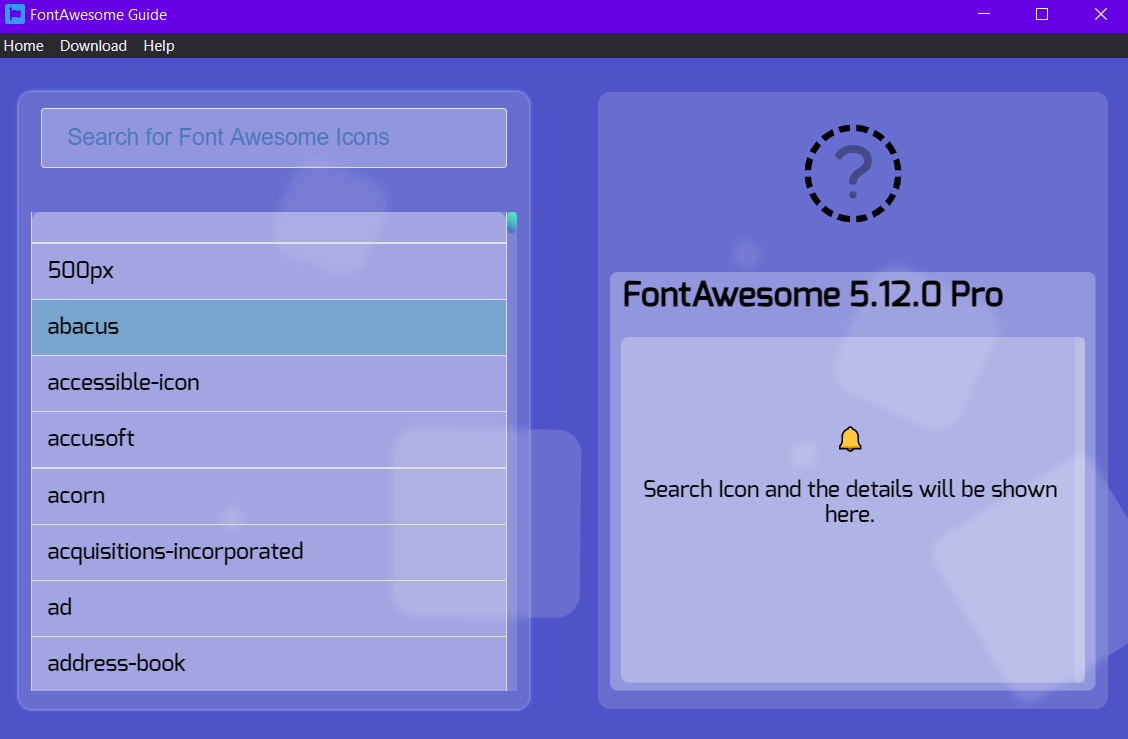 FontAwesome Guide
Home Download Help
Search for Font Awesome Icons
500px
abacus
accessible-icon
accusoft
acorn
acquisitions-incorporated
ad
address-book
?
FontAwesome 5.12.0 Pro
Search Icon and the details will be shown
here.